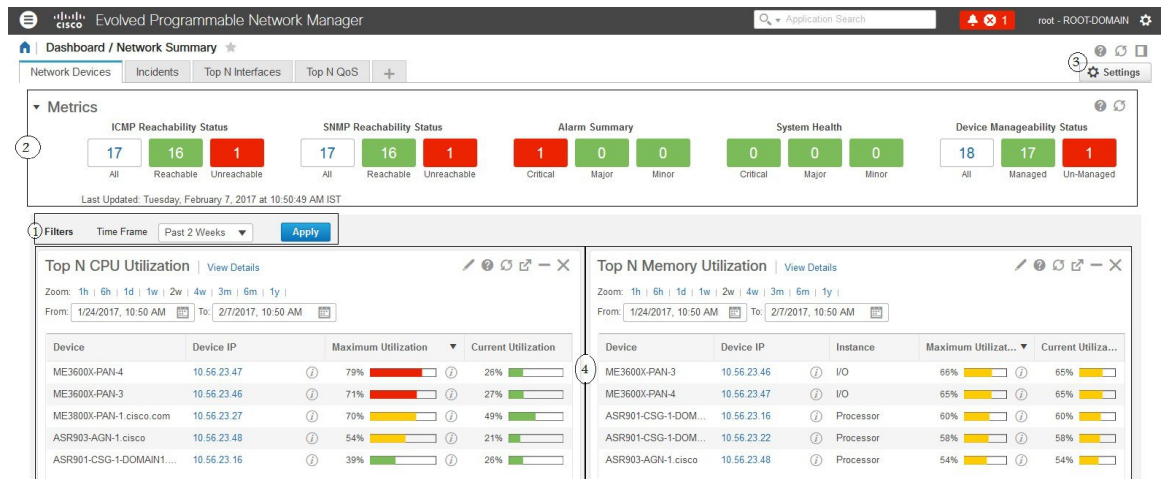 cisco Evolved Programmable Network Manager Application Search 1 root - ROOT-DOMAIN
Dashboard / Network Summary
Network Devices Incidents Top N Interfaces Top N QoS + 3 Settings
Metrics
2
ICMP Reachability Status SNMP Reachability Status Alarm Summary System Health Device Manageability Status
17 16 1 17 16 1 1 0 0 0 0 0 18 17 1
All Reachable Unreachable All Reachable Unreachable Critical Major Minor Critical Major Minor All Managed Un-Managed
Last Updated: Tuesday, February 7, 2017 at 10:50:49 AM IST
1 Filters Time Frame Past 2 Weeks Apply
Top N CPU Utilization | View Details
Zoom: 1h | 6h | 1d | 1w | 2w | 4w | 3m | 6m | 1y |
From: 1/24/2017, 10:50 AM To: 2/7/2017, 10:50 AM
Device Device IP Maximum Utilization Current Utilization
ME3600X-PAN-4 10.56.23.47 79% 26%
ME3600X-PAN-3 10.56.23.46 71% 27%
ME3800X-PAN-1.cisco.com 10.56.23.27 70% 49%
ASR903-AGN-1.cisco 10.56.23.48 54% 21%
ASR901-CSG-1-DOMAIN1.... 10.56.23.16 39% 26%
4
Top N Memory Utilization | View Details
Zoom: 1h | 6h | 1d | 1w | 2w | 4w | 3m | 6m | 1y |
From: 1/24/2017, 10:50 AM To: 2/7/2017, 10:50 AM
Device Device IP Instance Maximum Utilizat... Current Utiliza...
ME3600X-PAN-3 10.56.23.46 I/O 66% 65%
ME3600X-PAN-4 10.56.23.47 I/O 65% 65%
ASR901-CSG-1-DOM... 10.56.23.16 Processor 60% 60%
ASR901-CSG-1-DOM... 10.56.23.22 Processor 58% 58%
ASR903-AGN-1.cisco 10.56.23.48 Processor 54% 54%